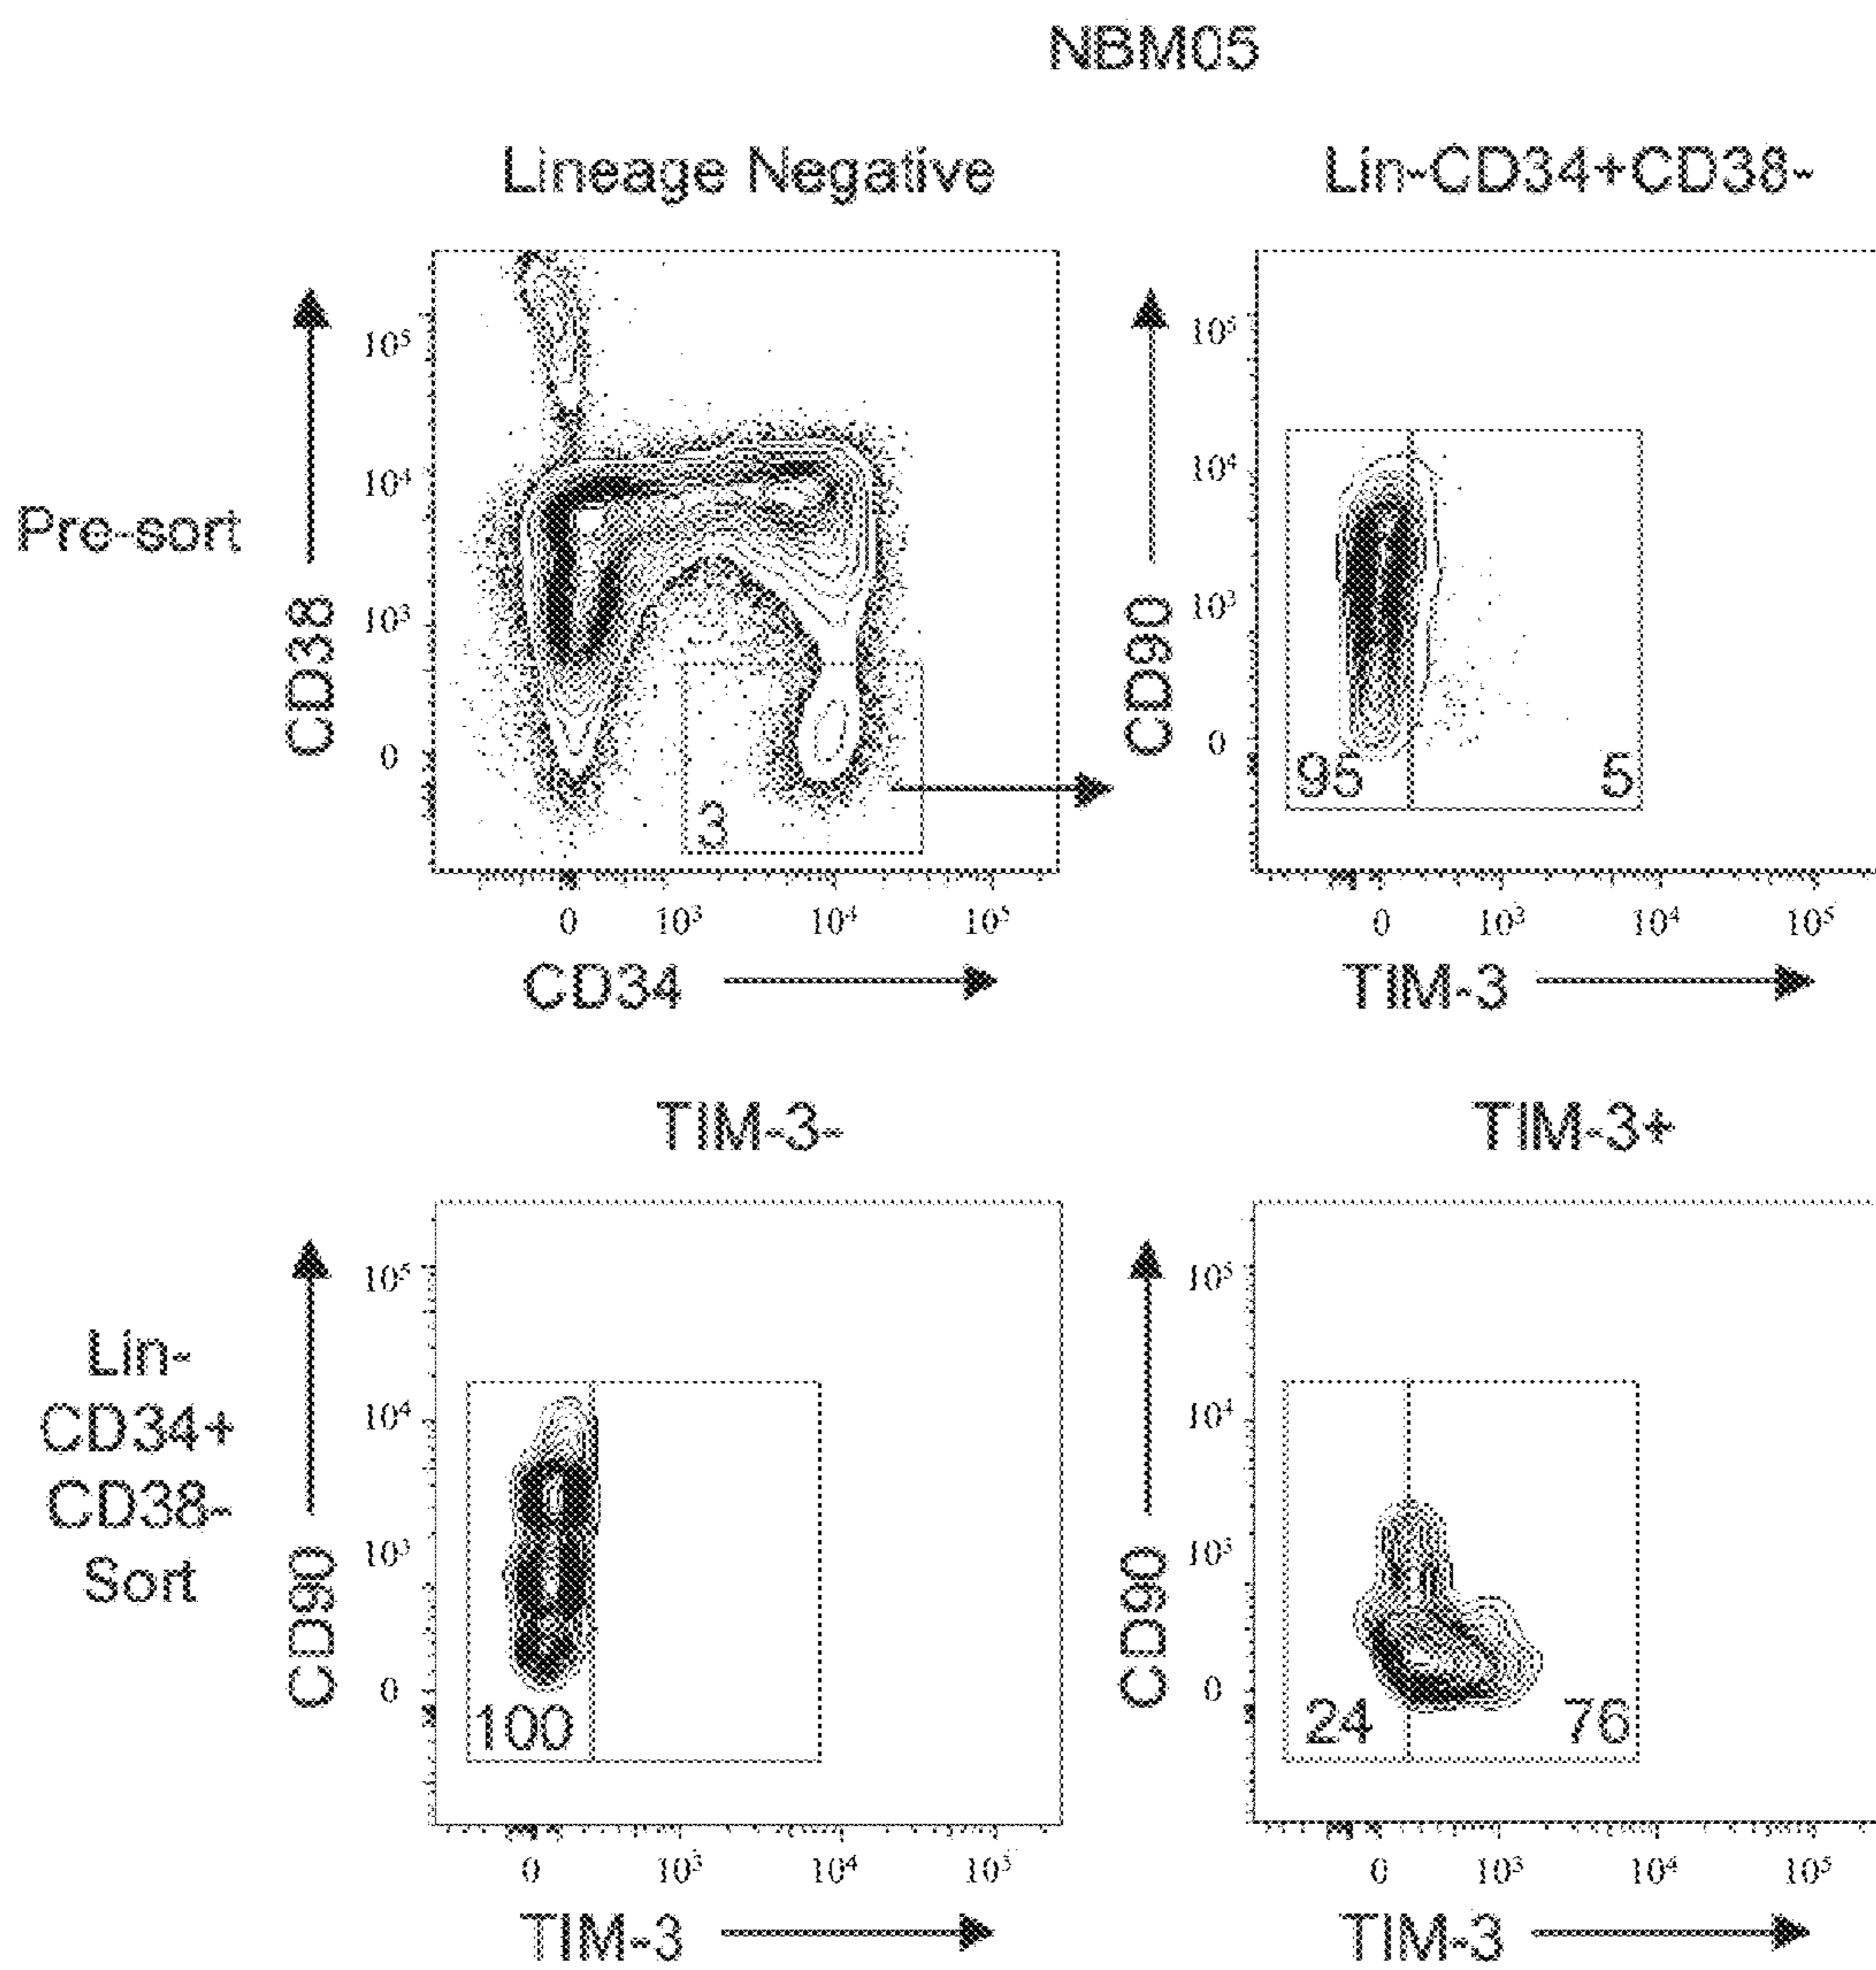 NBM05
Lineage Negative
Lin-CD34+CD38-
Pre-sort
CD38
10⁵
10⁴
10³
0
3
0
10³
10⁴
10⁵
CD34
CD90
10⁵
10⁴
10³
0
95
5
0
10³
10⁴
10⁵
TIM-3
TIM-3-
TIM-3+
Lin-
CD34+
CD38-
Sort
CD90
10⁵
10⁴
10³
0
100
0
10³
10⁴
10⁵
TIM-3
CD90
10⁵
10⁴
10³
0
24
76
0
10³
10⁴
10⁵
TIM-3